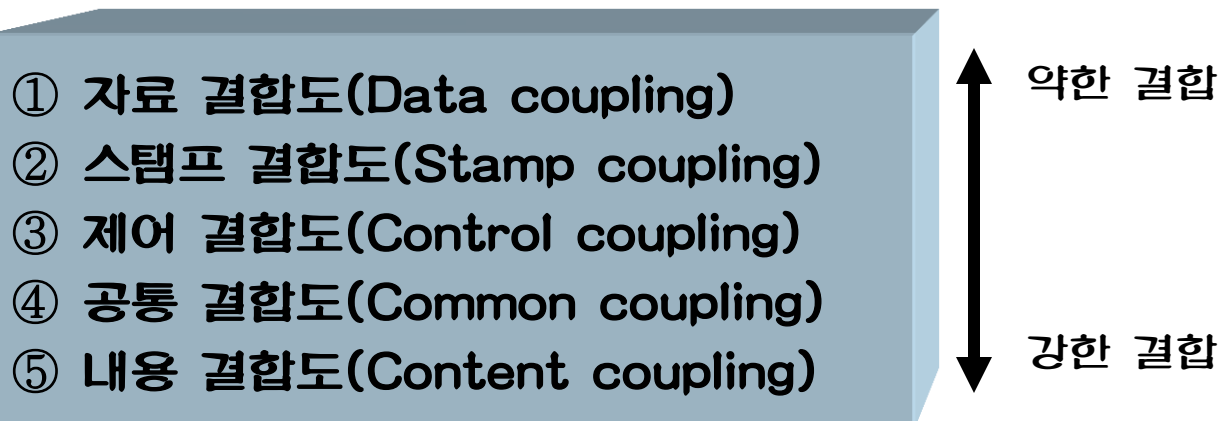 ① 자료 결합도(Data coupling)
② 스탬프 결합도(Stamp coupling)
③ 제어 결합도(Control coupling)
④ 공통 결합도(Common coupling)
⑤ 내용 결합도(Content coupling)
약한 결합
강한 결합